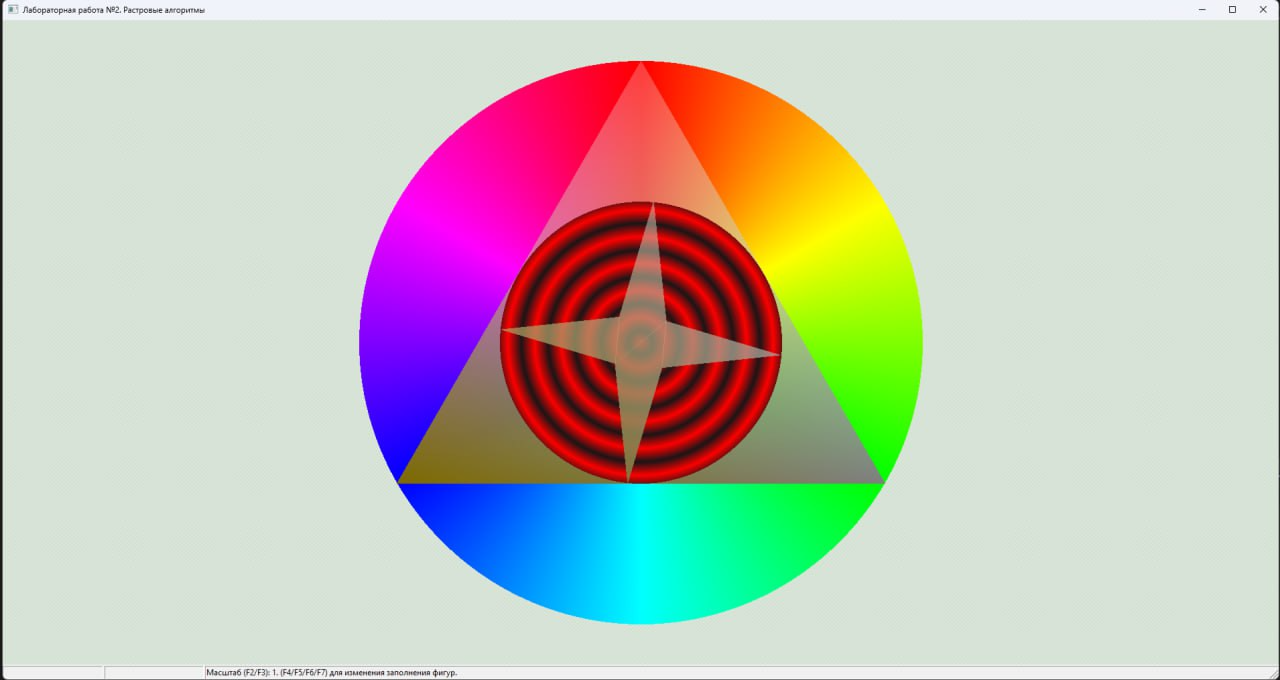 Лабораторная работа №2. Растровые алгоритмы
Масштаб (F2/F3): 1. (F4/F5/F6/F7) для изменения заполнения фигур.